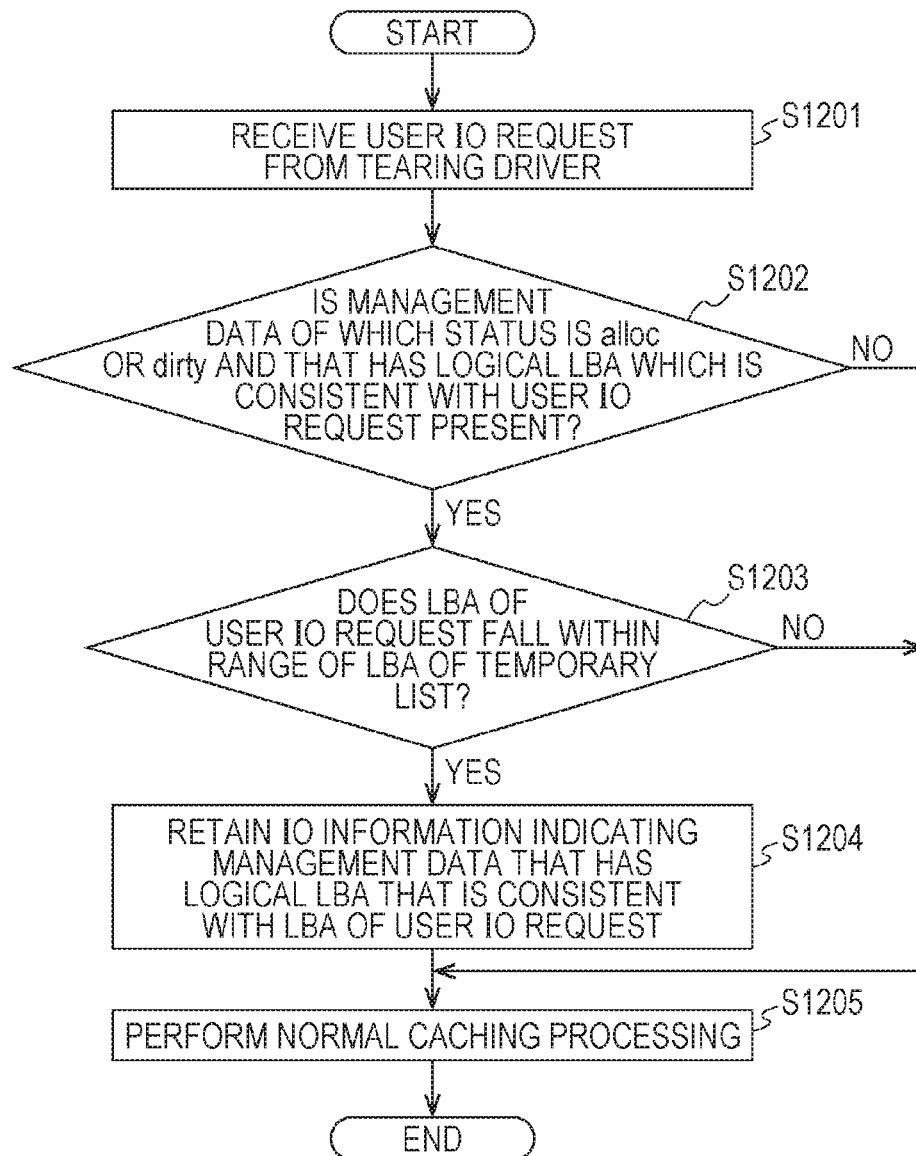 START
S1201
RECEIVE USER IO REQUEST
FROM TEARING DRIVER
S1202
IS MANAGEMENT
DATA OF WHICH STATUS IS alloc
OR dirty AND THAT HAS LOGICAL LBA WHICH IS
CONSISTENT WITH USER IO
REQUEST PRESENT?
NO
YES
S1203
DOES LBA OF
USER IO REQUEST FALL WITHIN
RANGE OF LBA OF TEMPORARY
LIST?
NO
YES
S1204
RETAIN IO INFORMATION INDICATING
MANAGEMENT DATA THAT HAS
LOGICAL LBA THAT IS CONSISTENT
WITH LBA OF USER IO REQUEST
S1205
PERFORM NORMAL CACHING PROCESSING
END